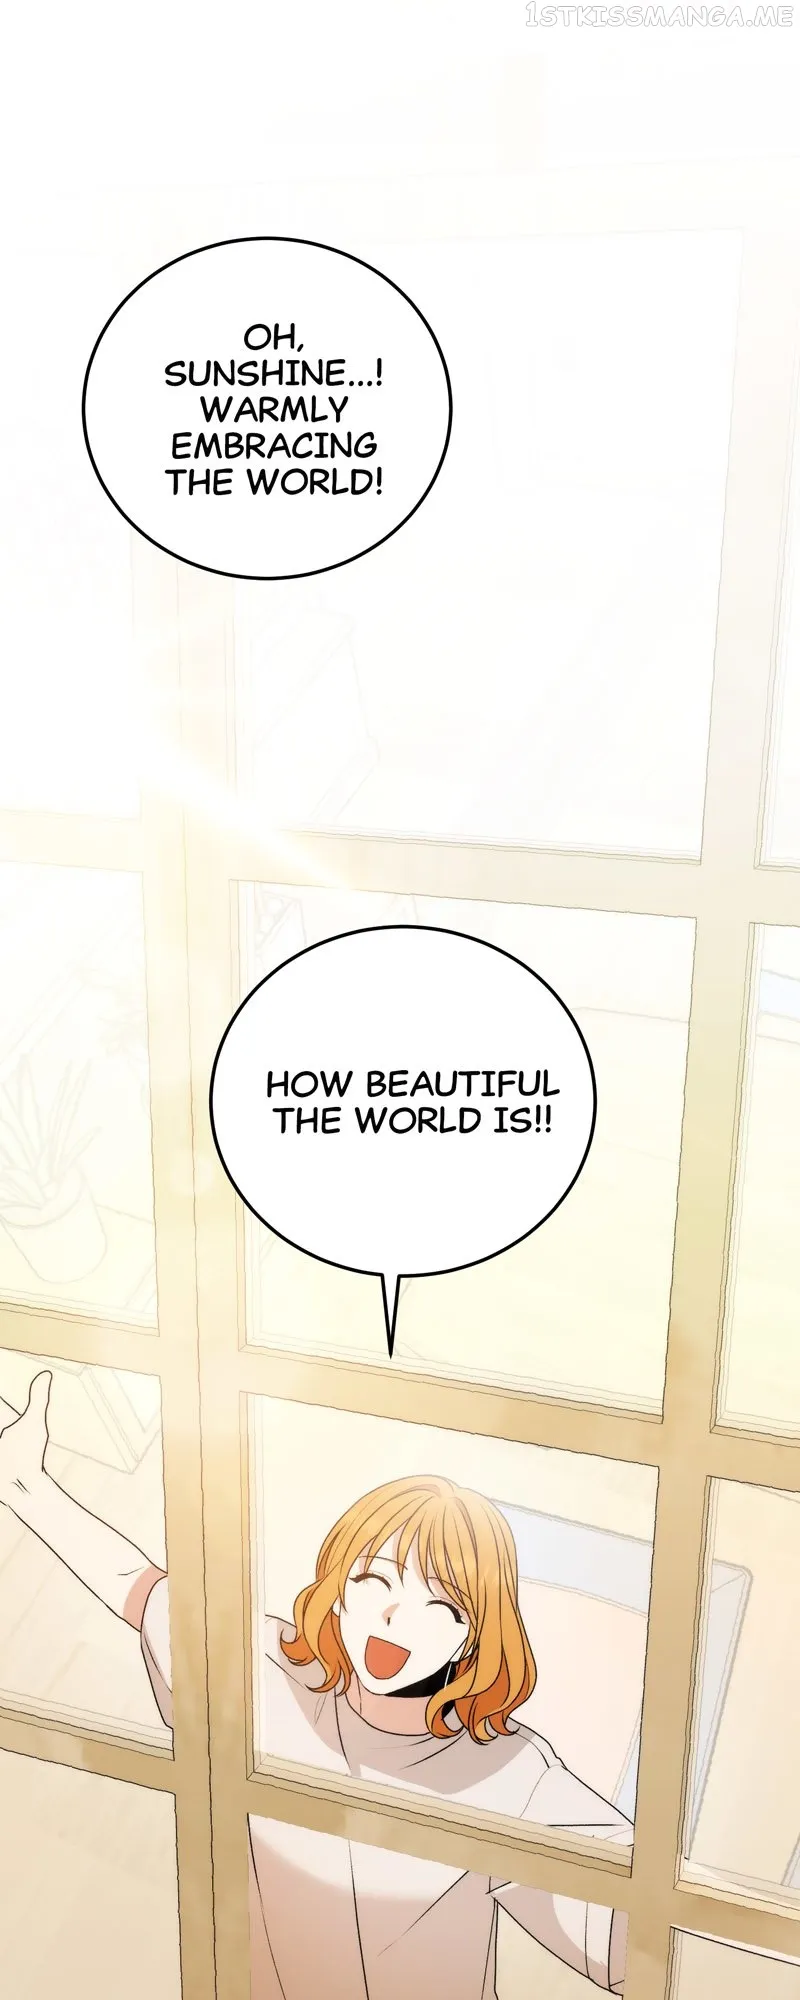 1STKISSMANGA.ME
OH,
SUNSHINE...!
WARMLY
EMBRACING
THE WORLD!
HOW BEAUTIFUL
THE WORLD IS!!